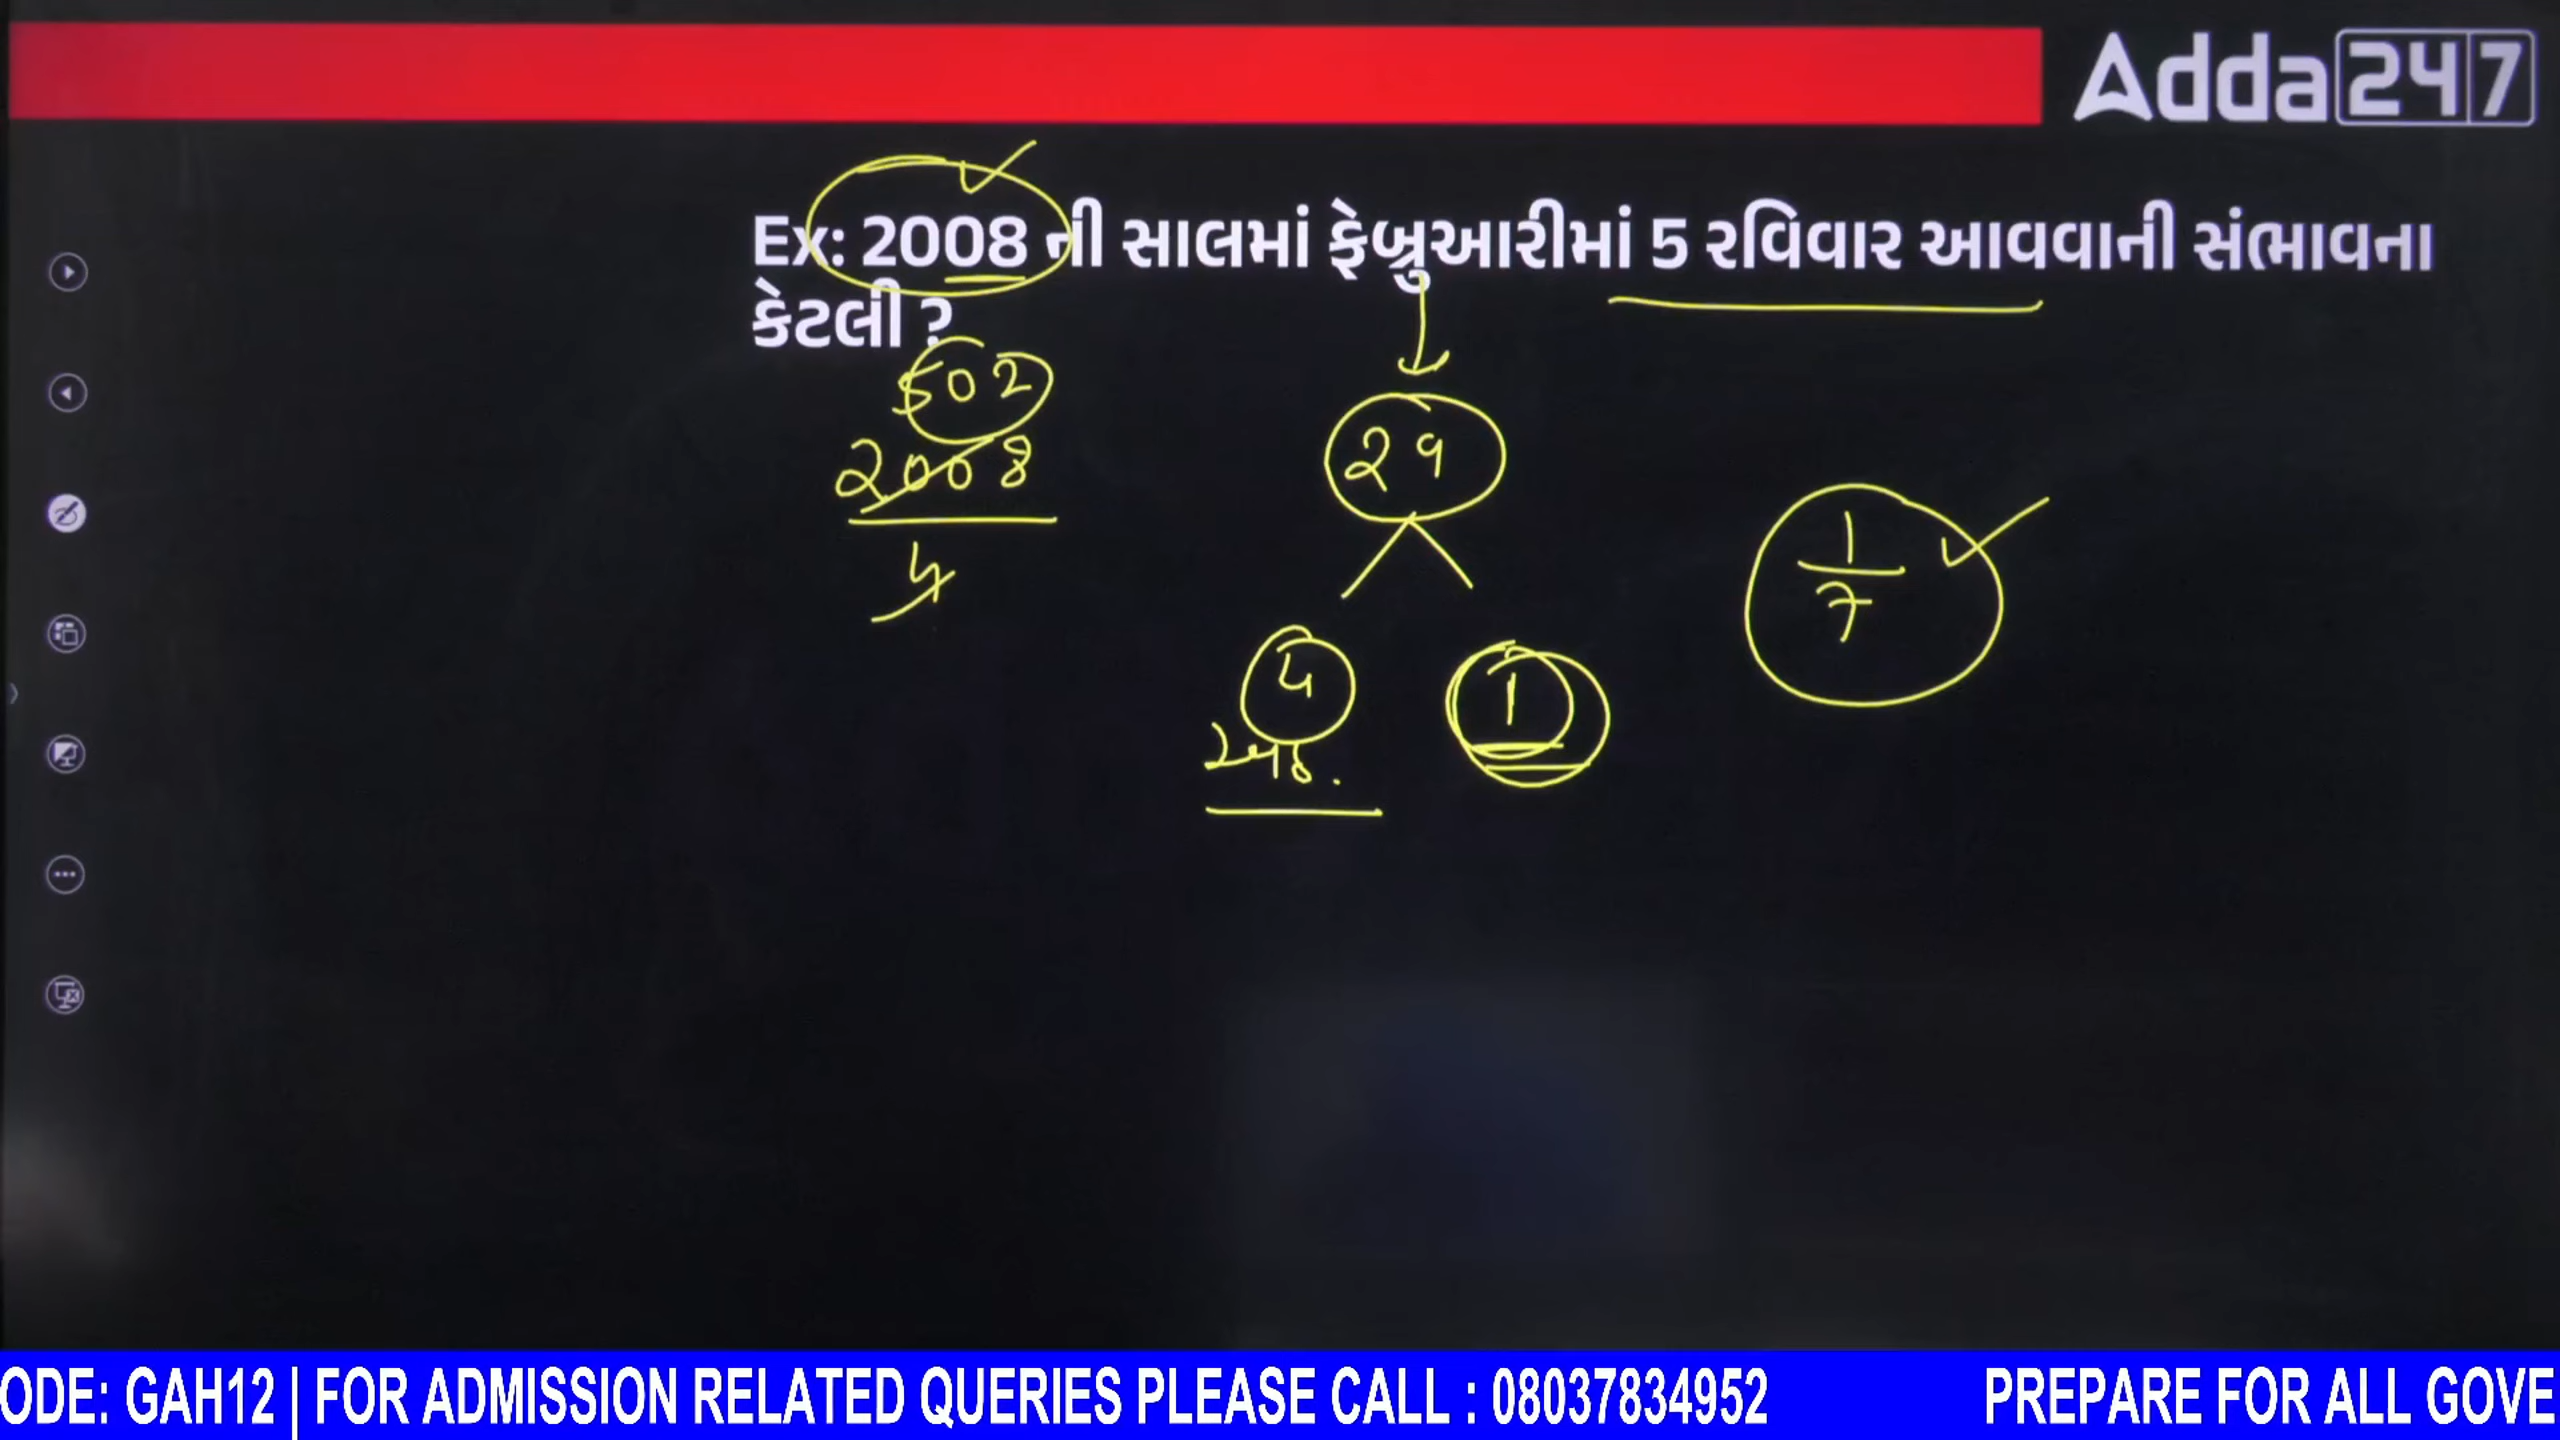 Adda247
Ex: 2008 ની સાલમાં ફેબ્રુઆરીમાં 5 રવિવાર આવવાની સંભાવના
કેટલી ?
502
2008
4
29
4
1
1
7
ODE: GAH12 | FOR ADMISSION RELATED QUERIES PLEASE CALL : 08037834952 PREPARE FOR ALL GOVE